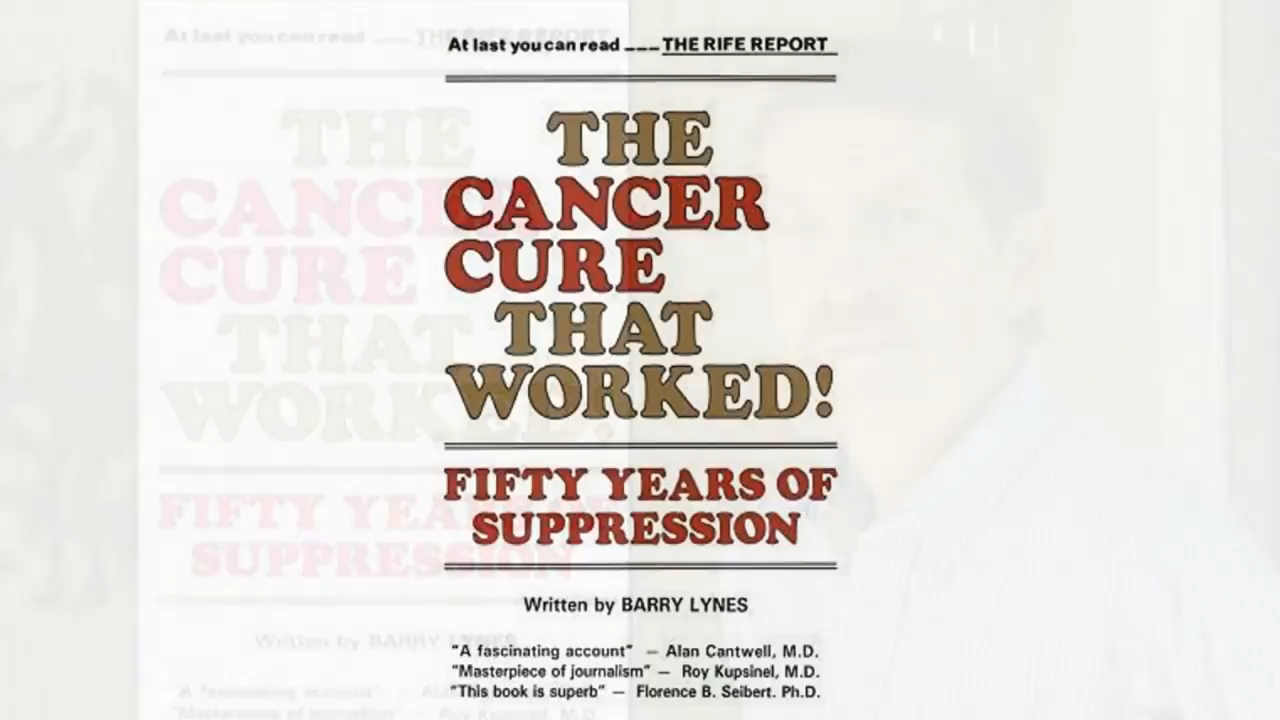 At last you can read ___ THE RIFE REPORT
THE
CANCER
CURE
THAT
WORKED!
FIFTY YEARS OF
SUPPRESSION
Written by BARRY LYNES
"A fascinating account" — Alan Cantwell, M.D.
"Masterpiece of journalism" — Roy Kupsinel, M.D.
"This book is superb" — Florence B. Seibert. Ph.D.